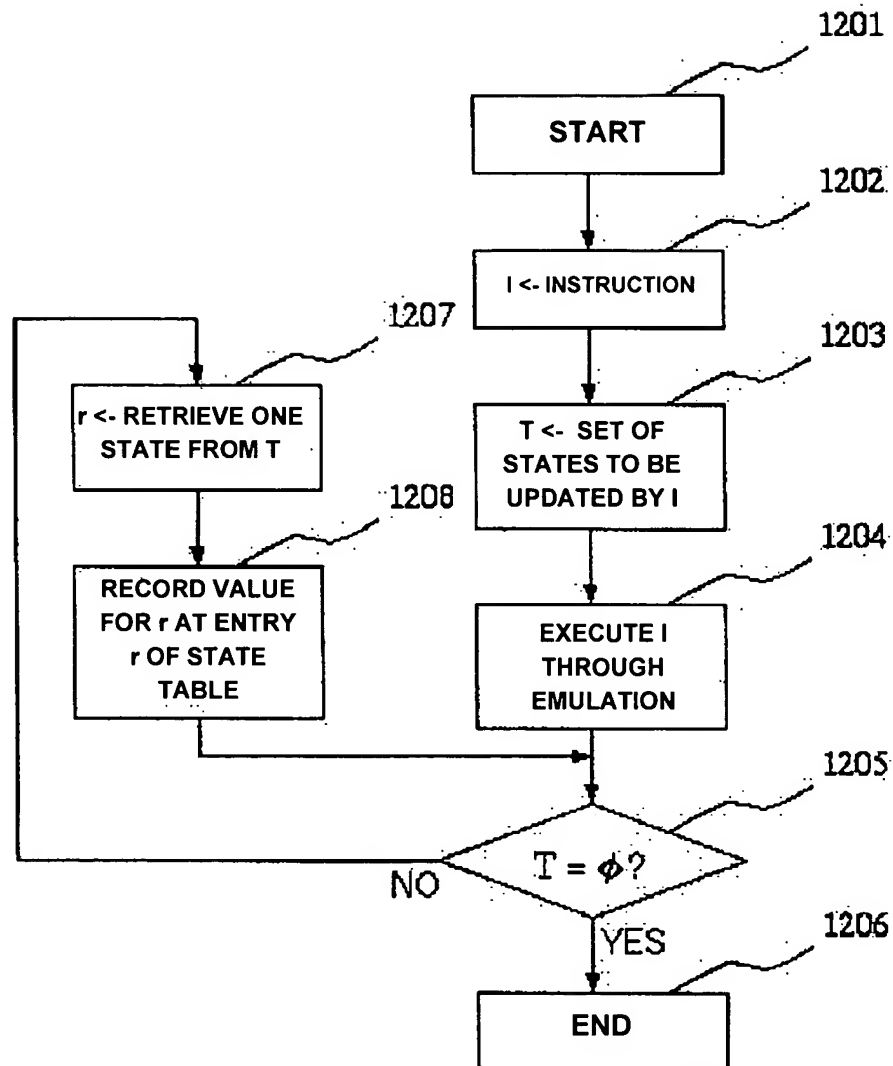 1201
START
1202
I <- INSTRUCTION
1207
1203
r <- RETRIEVE ONE
STATE FROM T
T <- SET OF
STATES TO BE
UPDATED BY I
1208
1204
RECORD VALUE
FOR r AT ENTRY
r OF STATE
TABLE
EXECUTE I
THROUGH
EMULATION
1205
T = ϕ?
NO
YES
1206
END